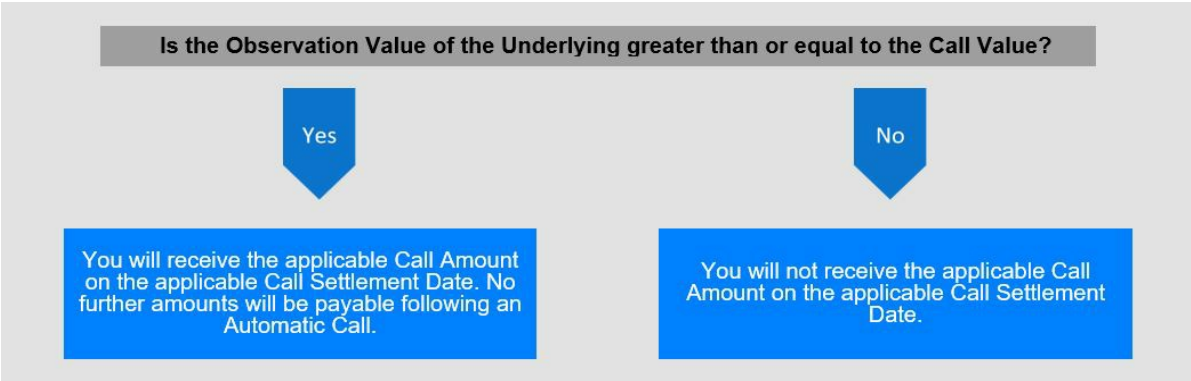 Is the Observation Value of the Underlying greater than or equal to the Call Value?
Yes
No
You will receive the applicable Call Amount
on the applicable Call Settlement Date. No
further amounts will be payable following an
Automatic Call.
You will not receive the applicable Call
Amount on the applicable Call Settlement
Date.